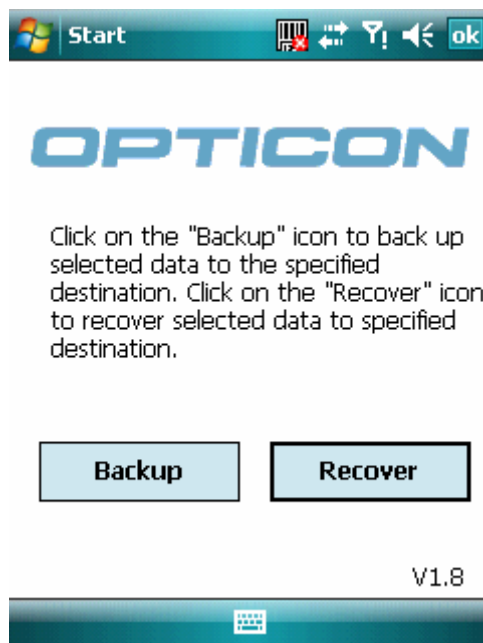 Start ok
OPTICON
Click on the "Backup" icon to back up
selected data to the specified
destination. Click on the "Recover" icon
to recover selected data to specified
destination.
Backup Recover
V1.8